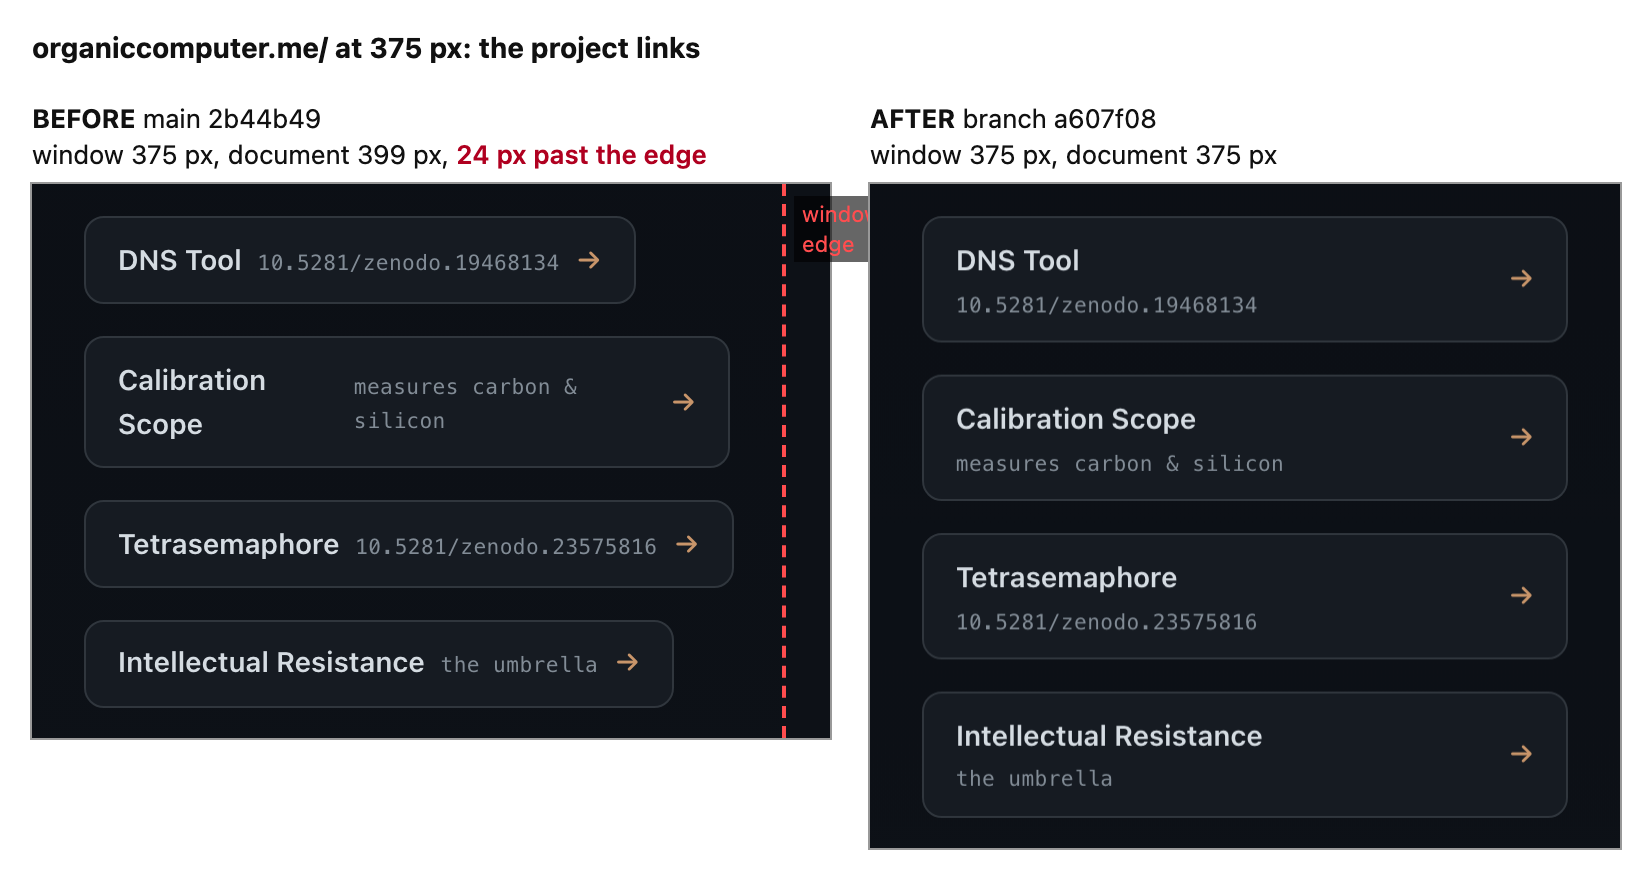 organiccomputer.me/ at 375 px: the project links
BEFORE main 2b44b49
window 375 px, document 399 px, 24 px past the edge
DNS Tool 10.5281/zenodo.19468134 →
Calibration Scope
measures carbon & silicon →
Tetrasemaphore 10.5281/zenodo.23575816 →
Intellectual Resistance the umbrella →
window
edge
AFTER branch a607f08
window 375 px, document 375 px
DNS Tool
10.5281/zenodo.19468134 →
Calibration Scope
measures carbon & silicon →
Tetrasemaphore
10.5281/zenodo.23575816 →
Intellectual Resistance
the umbrella →